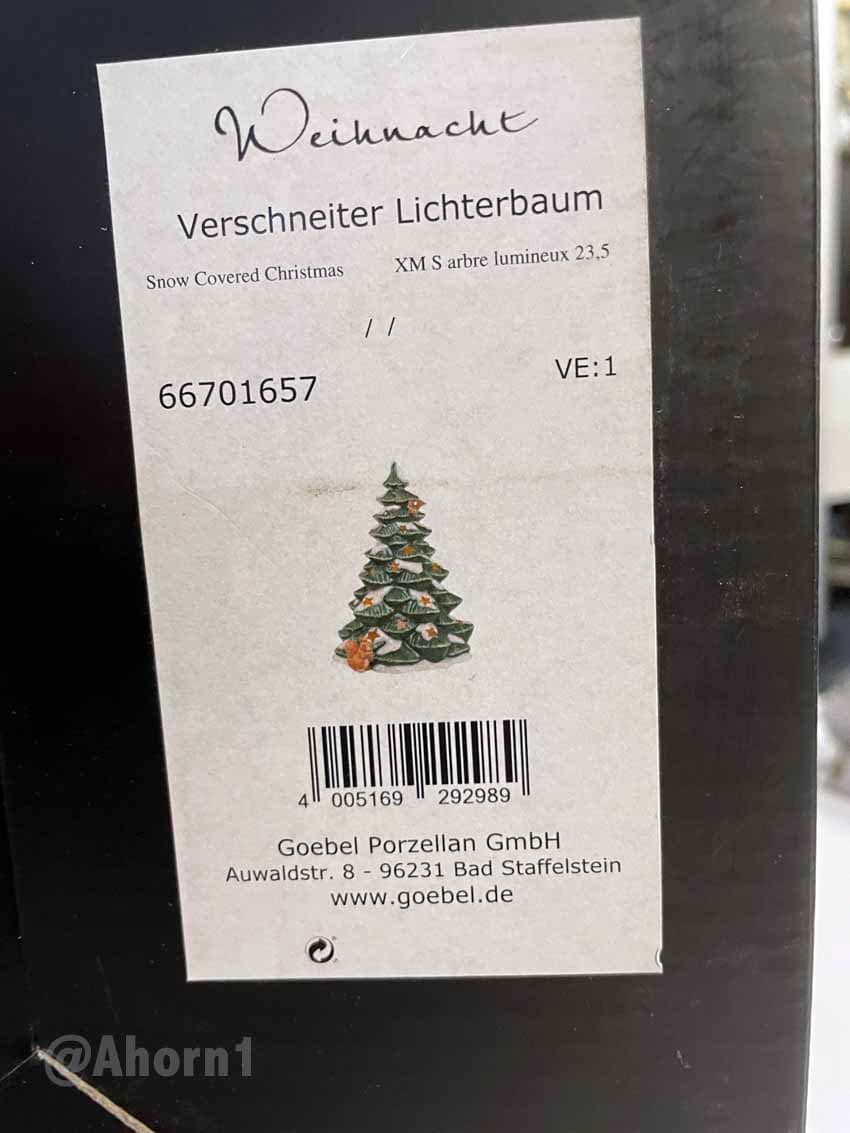 Weihnacht
Verschneiter Lichterbaum
Snow Covered Christmas XM S arbre lumineux 23,5
/ /
66701657 VE:1
4 005169 292989
Goebel Porzellan GmbH
Auwaldstr. 8 - 96231 Bad Staffelstein
www.goebel.de
@Ahorn1